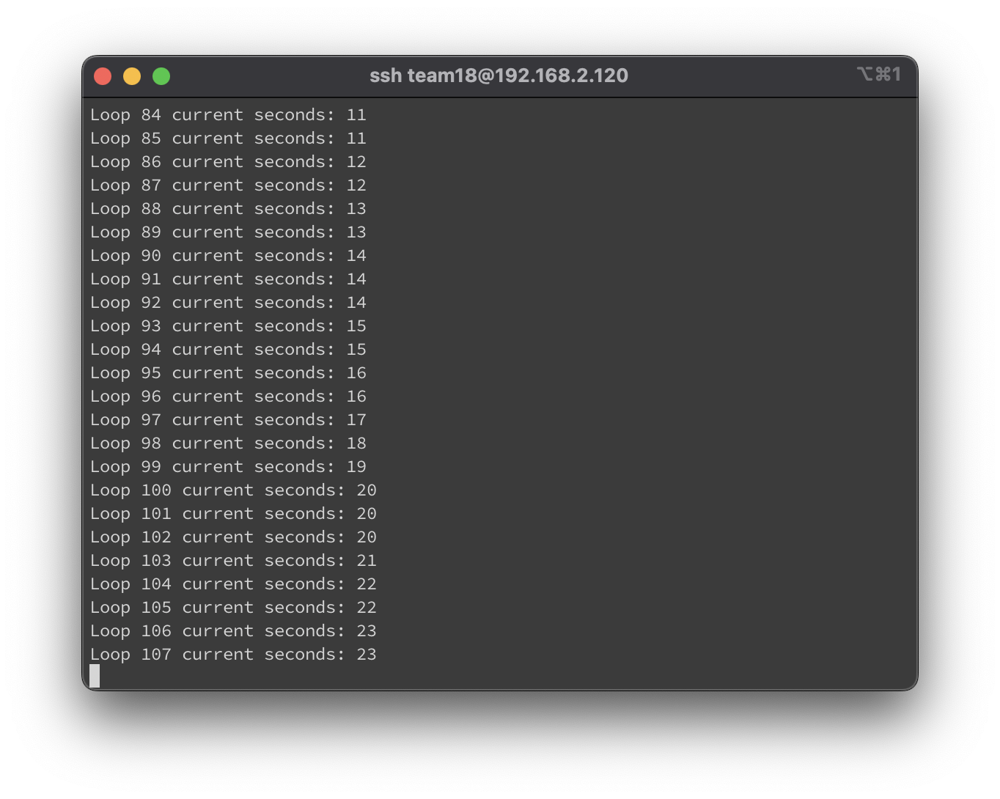 ssh team18@192.168.2.120 ⌥⌘1
Loop 84 current seconds: 11
Loop 85 current seconds: 11
Loop 86 current seconds: 12
Loop 87 current seconds: 12
Loop 88 current seconds: 13
Loop 89 current seconds: 13
Loop 90 current seconds: 14
Loop 91 current seconds: 14
Loop 92 current seconds: 14
Loop 93 current seconds: 15
Loop 94 current seconds: 15
Loop 95 current seconds: 16
Loop 96 current seconds: 16
Loop 97 current seconds: 17
Loop 98 current seconds: 18
Loop 99 current seconds: 19
Loop 100 current seconds: 20
Loop 101 current seconds: 20
Loop 102 current seconds: 20
Loop 103 current seconds: 21
Loop 104 current seconds: 22
Loop 105 current seconds: 22
Loop 106 current seconds: 23
Loop 107 current seconds: 23